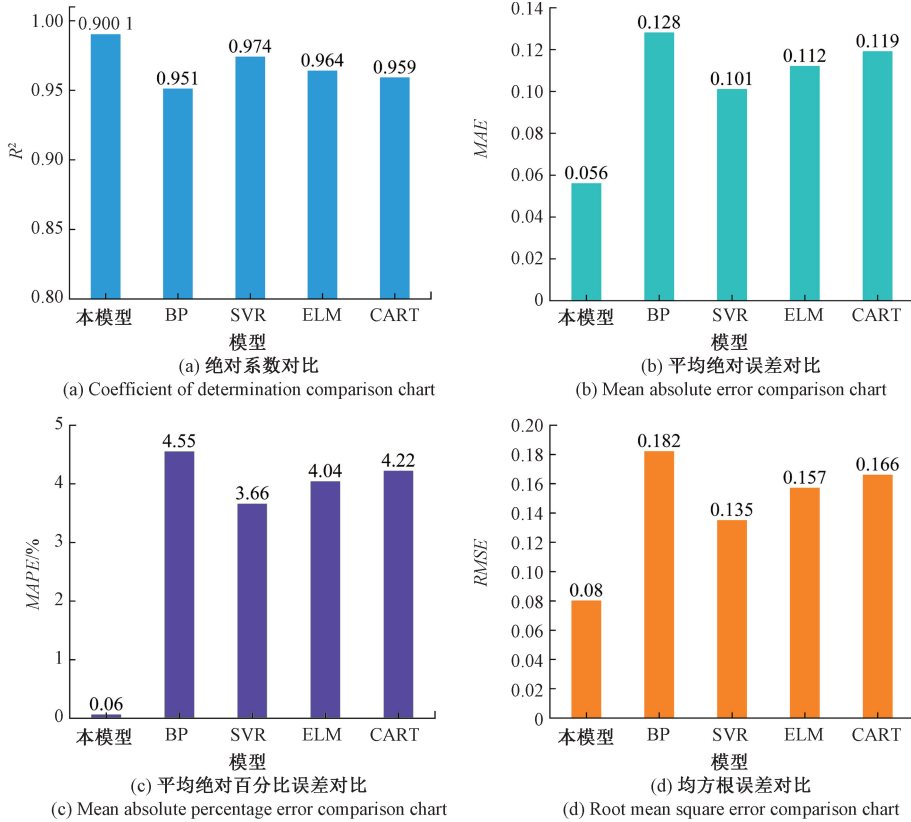 1.00
0.95
0.90
0.85
0.80
R²
0.900 1
0.951
0.974
0.964
0.959
本模型 BP SVR ELM CART
模型
(a) 绝对系数对比
(a) Coefficient of determination comparison chart
0.14
0.12
0.10
0.08
0.06
0.04
0.02
0
MAE
0.056
0.128
0.101
0.112
0.119
本模型 BP SVR ELM CART
模型
(b) 平均绝对误差对比
(b) Mean absolute error comparison chart
5
4
3
2
1
0
MAPE/%
0.06
4.55
3.66
4.04
4.22
本模型 BP SVR ELM CART
模型
(c) 平均绝对百分比误差对比
(c) Mean absolute percentage error comparison chart
0.20
0.18
0.16
0.14
0.12
0.10
0.08
0.06
0.04
0.02
0
RMSE
0.08
0.182
0.135
0.157
0.166
本模型 BP SVR ELM CART
模型
(d) 均方根误差对比
(d) Root mean square error comparison chart